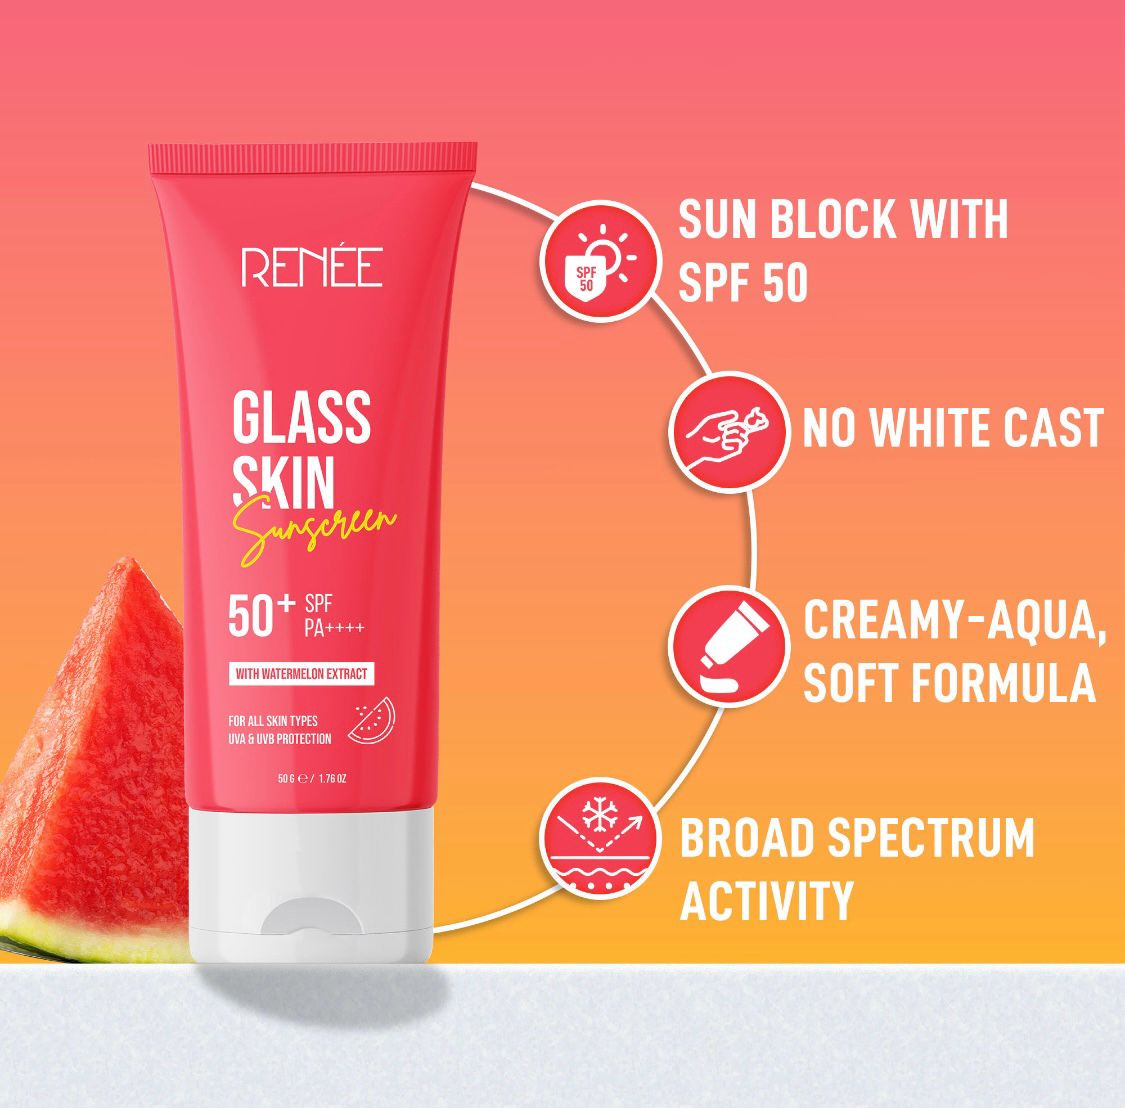 RENÉE
GLASS
SKIN
Sunscreen
50+ SPF
PA++++
WITH WATERMELON EXTRACT
FOR ALL SKIN TYPES
UVA & UVB PROTECTION
50 G ℮ / 1.76 OZ
SPF
50
SUN BLOCK WITH
SPF 50
NO WHITE CAST
CREAMY-AQUA,
SOFT FORMULA
BROAD SPECTRUM
ACTIVITY